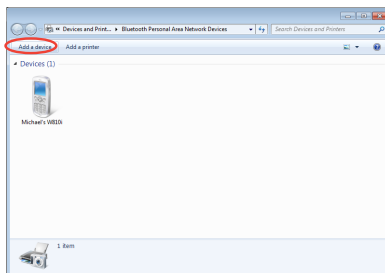 « Devices and Print... ▸ Bluetooth Personal Area Network Devices
Search Devices and Printers
Add a device
Add a printer
Devices (1)
Michael's W810i
1 item